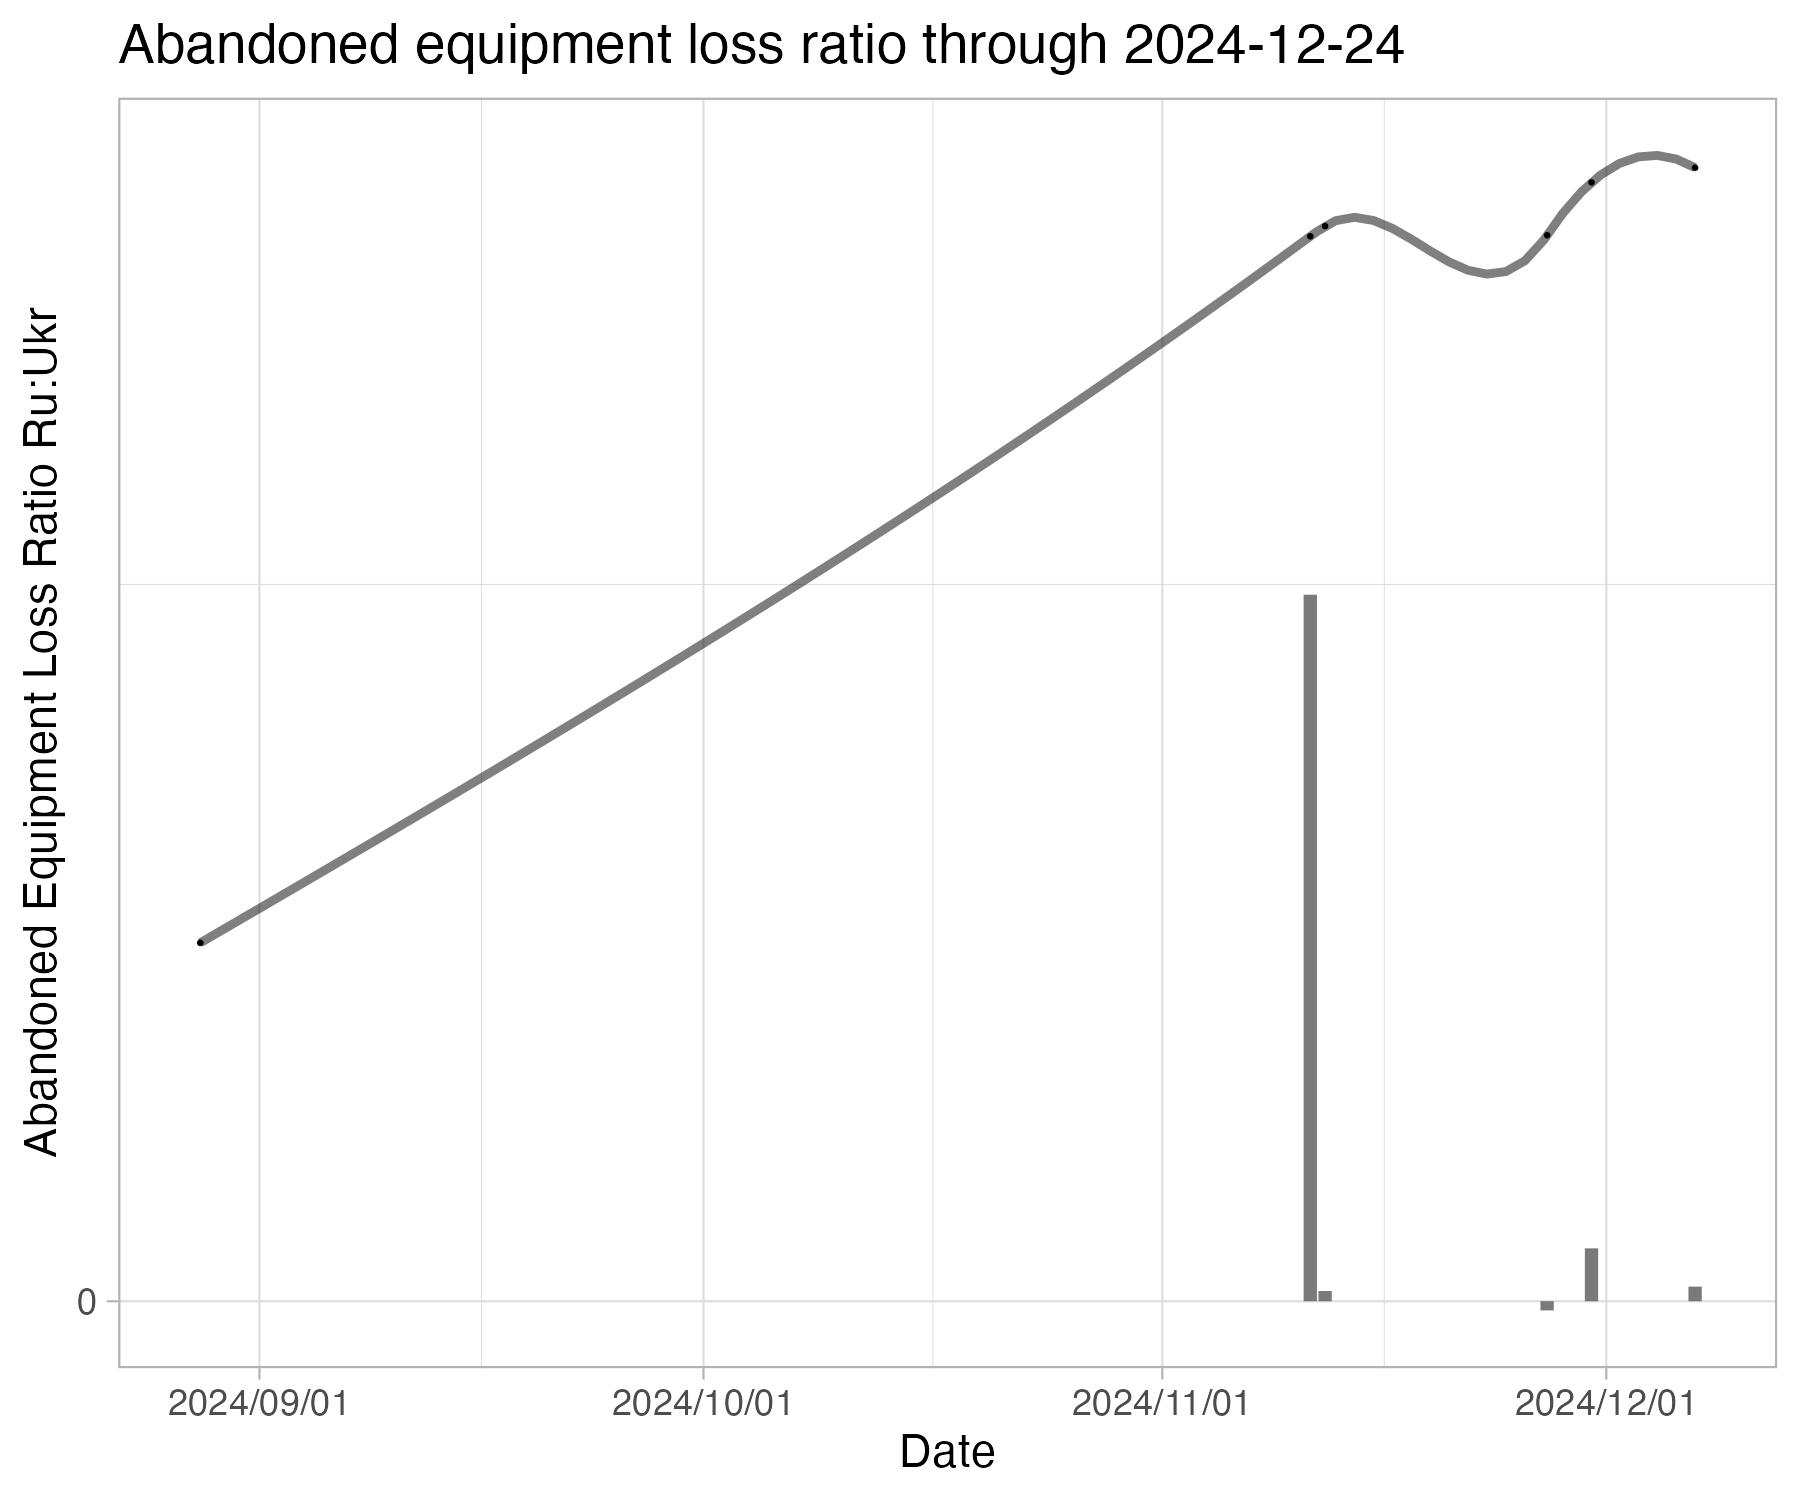 Abandoned equipment loss ratio through 2024-12-24
Abandoned Equipment Loss Ratio Ru:Ukr
0
2024/09/01 2024/10/01 2024/11/01 2024/12/01
Date